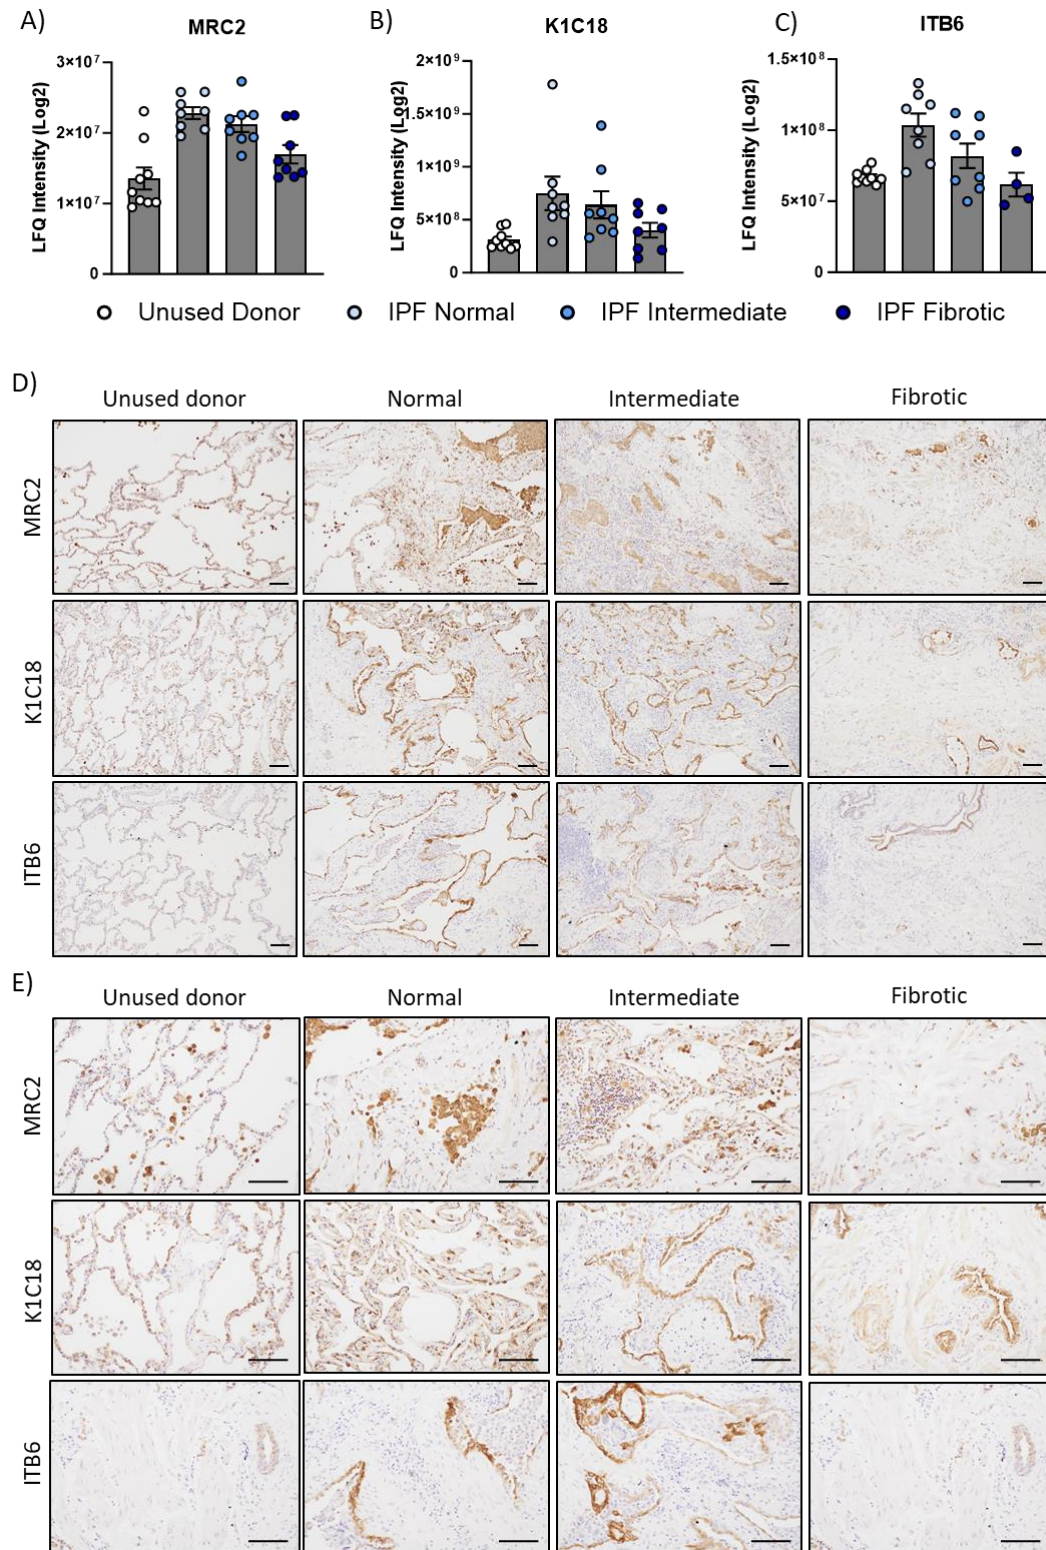 A)
MRC2
LFQ Intensity (Log2)
3×10⁷
2×10⁷
1×10⁷
0
B)
K1C18
LFQ Intensity (Log2)
2×10⁹
1.5×10⁹
1×10⁹
5×10⁸
0
C)
ITB6
LFQ Intensity (Log2)
1.5×10⁸
1×10⁸
5×10⁷
0
Unused Donor IPF Normal IPF Intermediate IPF Fibrotic
D)
Unused donor Normal Intermediate Fibrotic
MRC2
K1C18
ITB6
E)
Unused donor Normal Intermediate Fibrotic
MRC2
K1C18
ITB6